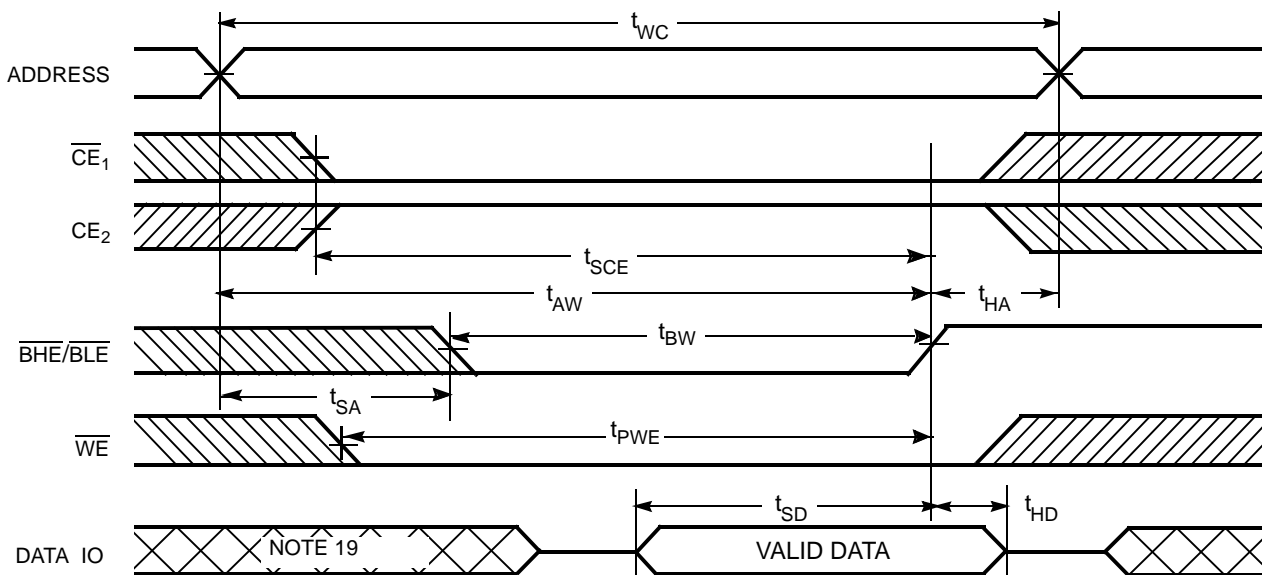 tWC
ADDRESS
CE1
CE2
tSCE
tAW
tHA
BHE/BLE
tBW
tSA
WE
tPWE
tSD
tHD
DATA IO
NOTE 19
VALID DATA